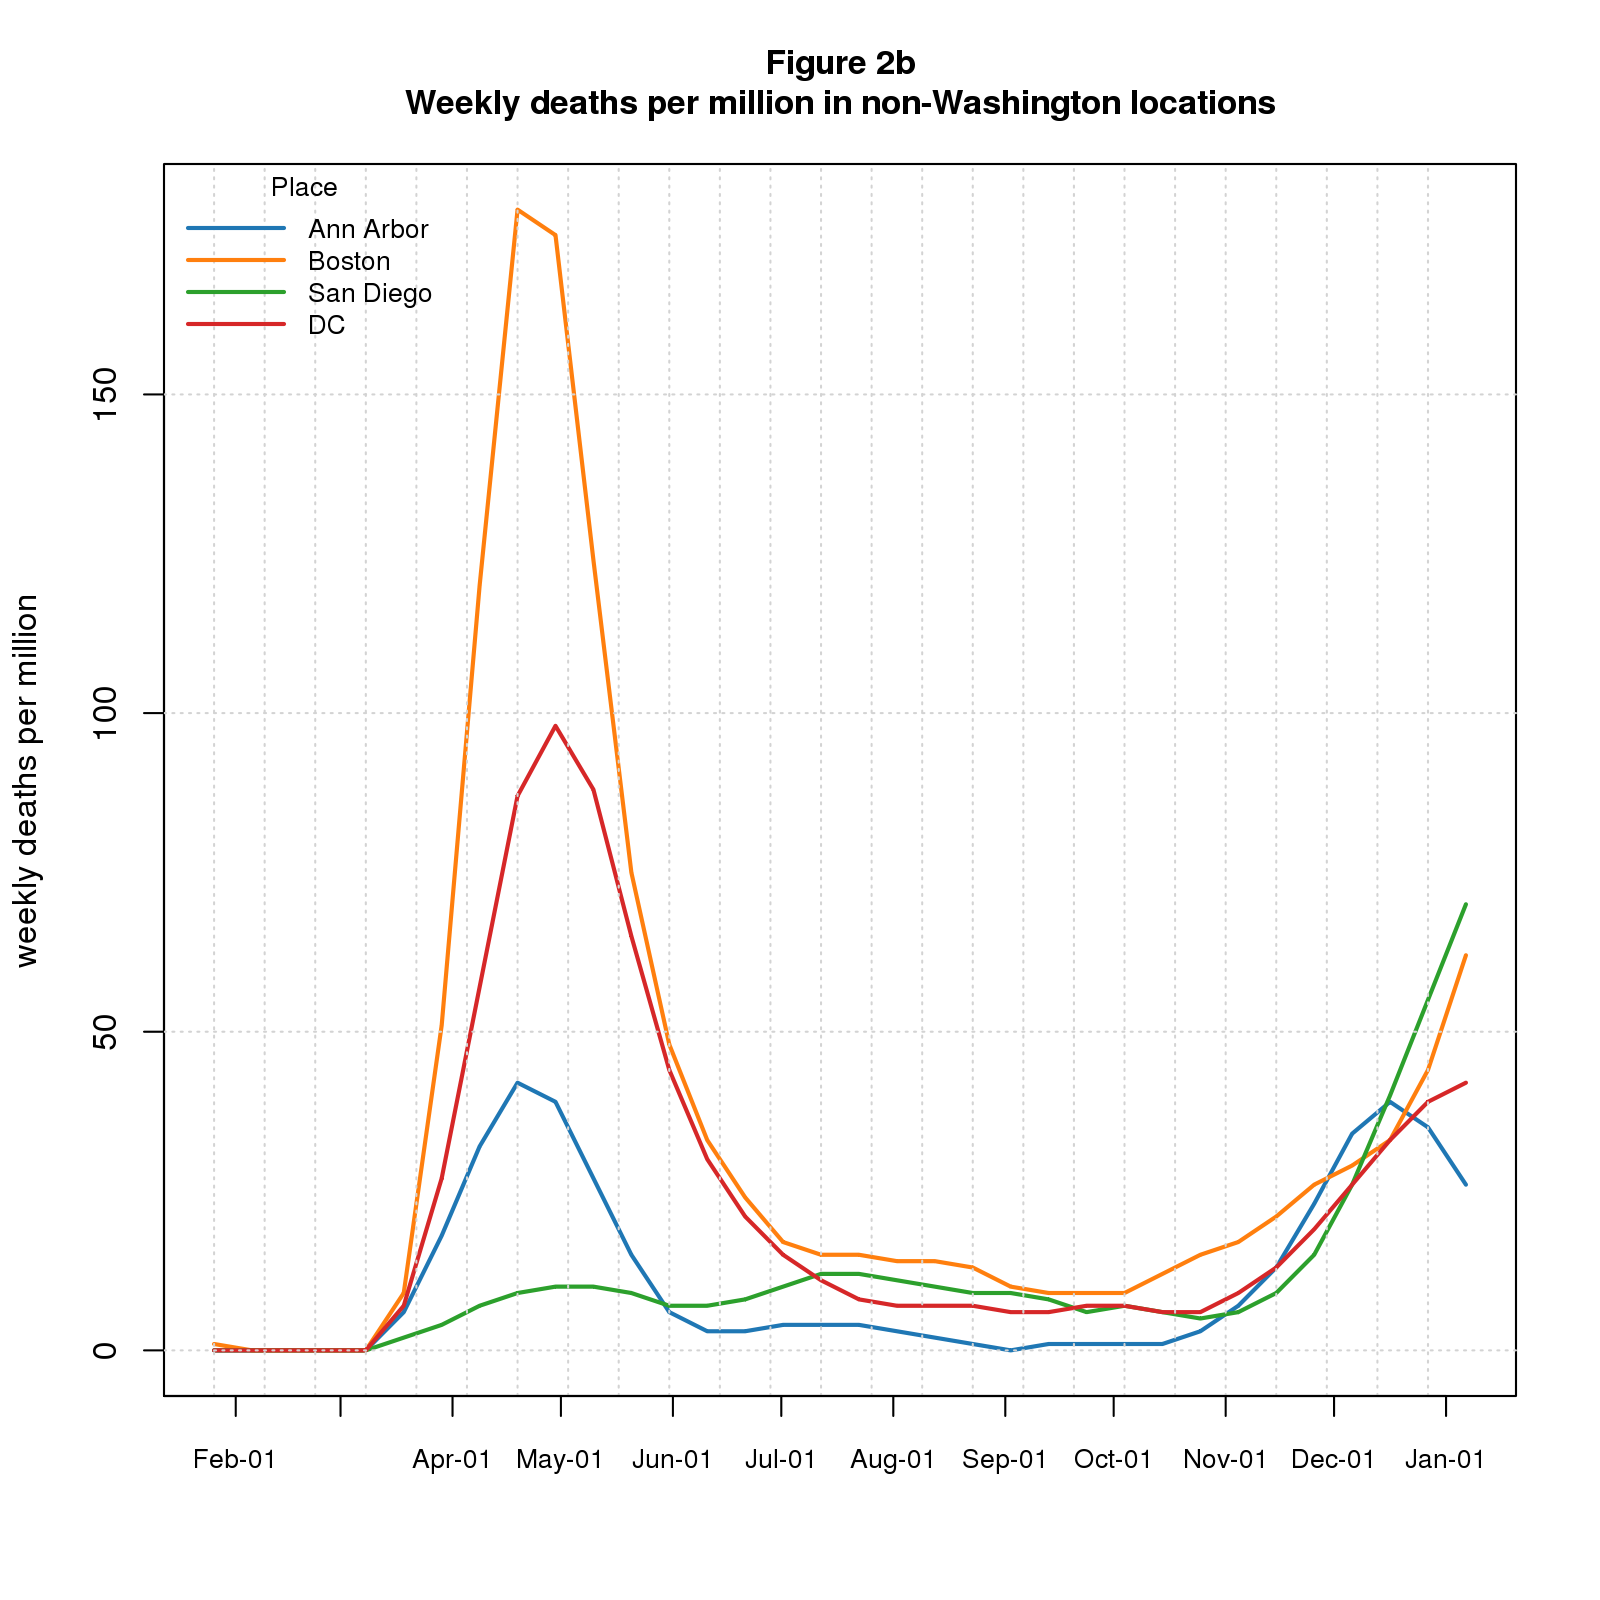 Figure 2b
Weekly deaths per million in non-Washington locations
Place
Ann Arbor
Boston
San Diego
DC
weekly deaths per million
150
100
50
0
Feb-01 Apr-01 May-01 Jun-01 Jul-01 Aug-01 Sep-01 Oct-01 Nov-01 Dec-01 Jan-01